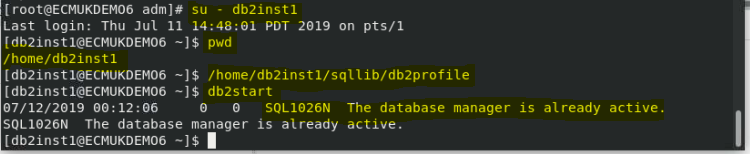 [root@ECMUKDEMO6 adm]# su - db2inst1
Last login: Thu Jul 11 14:48:01 PDT 2019 on pts/1
[db2inst1@ECMUKDEMO6 ~]$ pwd
/home/db2inst1
[db2inst1@ECMUKDEMO6 ~]$ /home/db2inst1/sqllib/db2profile
[db2inst1@ECMUKDEMO6 ~]$ db2start
07/12/2019 00:12:06     0   0   SQL1026N  The database manager is already active.
SQL1026N  The database manager is already active.
[db2inst1@ECMUKDEMO6 ~]$